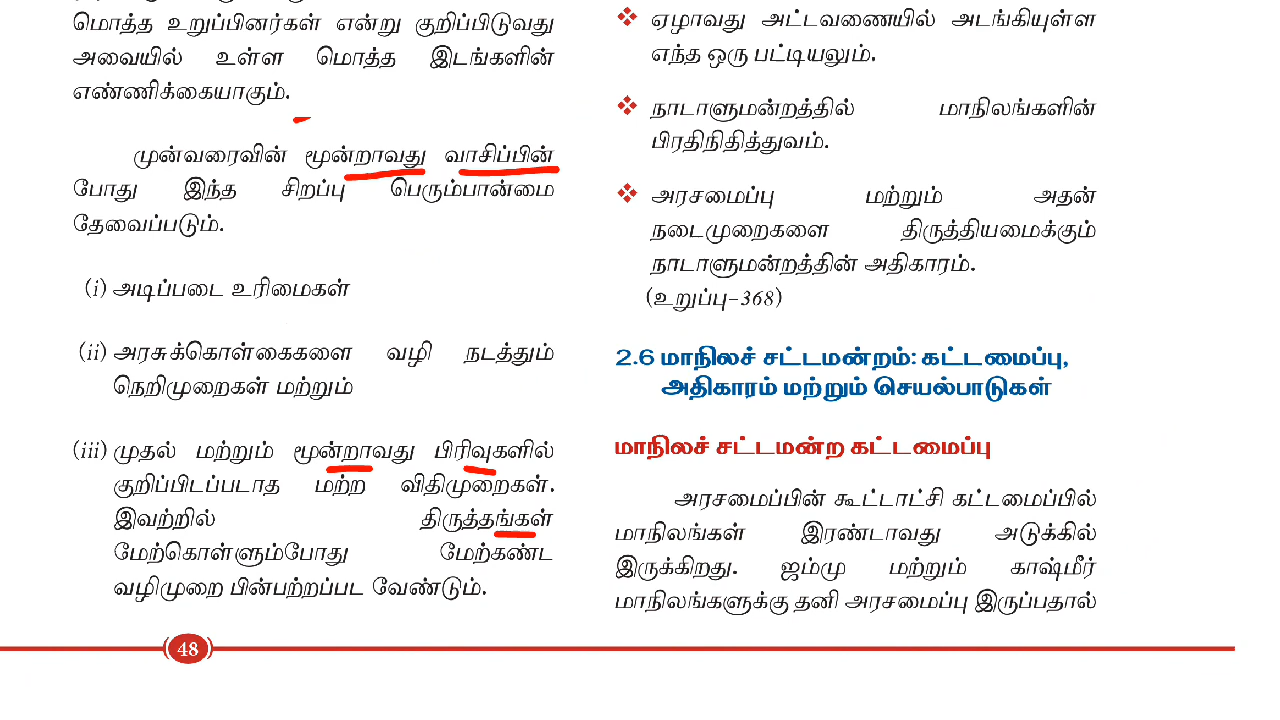 மொத்த உறுப்பினர்கள் என்று குறிப்பிடுவது
அவையில் உள்ள மொத்த இடங்களின்
எண்ணிக்கையாகும்.
முன்வரைவின் மூன்றாவது வாசிப்பின்
போது இந்த சிறப்பு பெரும்பான்மை
தேவைப்படும்.
(i) அடிப்படை உரிமைகள்
(ii) அரசுக்கொள்கைகளை வழி நடத்தும்
நெறிமுறைகள் மற்றும்
(iii) முதல் மற்றும் மூன்றாவது பிரிவுகளில்
குறிப்பிடப்படாத மற்ற விதிமுறைகள்.
இவற்றில் திருத்தங்கள்
மேற்கொள்ளும்போது மேற்கண்ட
வழிமுறை பின்பற்றப்பட வேண்டும்.
❖ ஏழாவது அட்டவணையில் அடங்கியுள்ள
எந்த ஒரு பட்டியலும்.
❖ நாடாளுமன்றத்தில் மாநிலங்களின்
பிரதிநிதித்துவம்.
❖ அரசமைப்பு மற்றும் அதன்
நடைமுறைகளை திருத்தியமைக்கும்
நாடாளுமன்றத்தின் அதிகாரம்.
(உறுப்பு-368)
2.6 மாநிலச் சட்டமன்றம்: கட்டமைப்பு,
அதிகாரம் மற்றும் செயல்பாடுகள்
மாநிலச் சட்டமன்ற கட்டமைப்பு
அரசமைப்பின் கூட்டாட்சி கட்டமைப்பில்
மாநிலங்கள் இரண்டாவது அடுக்கில்
இருக்கிறது. ஜம்மு மற்றும் காஷ்மீர்
மாநிலங்களுக்கு தனி அரசமைப்பு இருப்பதால்
48